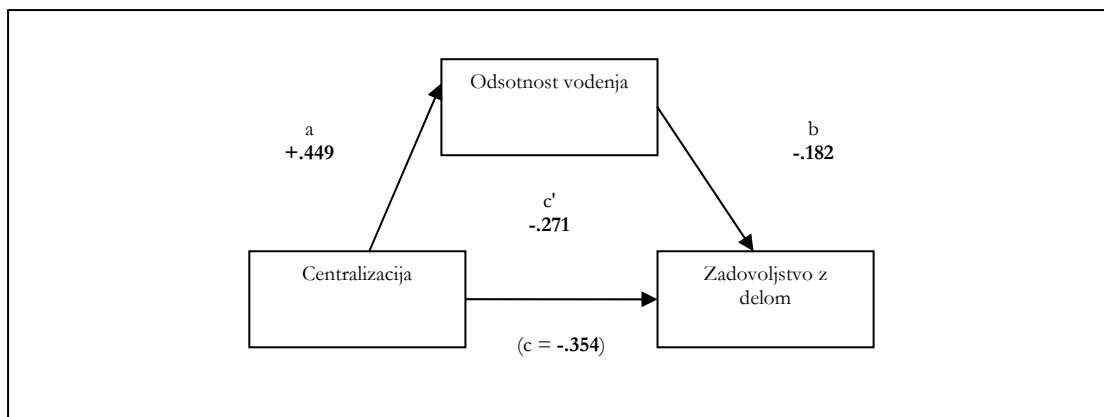 Odsotnost vodenja
a
+.449
b
-.182
c'
-.271
Centralizacija
Zadovoljstvo z
delom
(c = -.354)